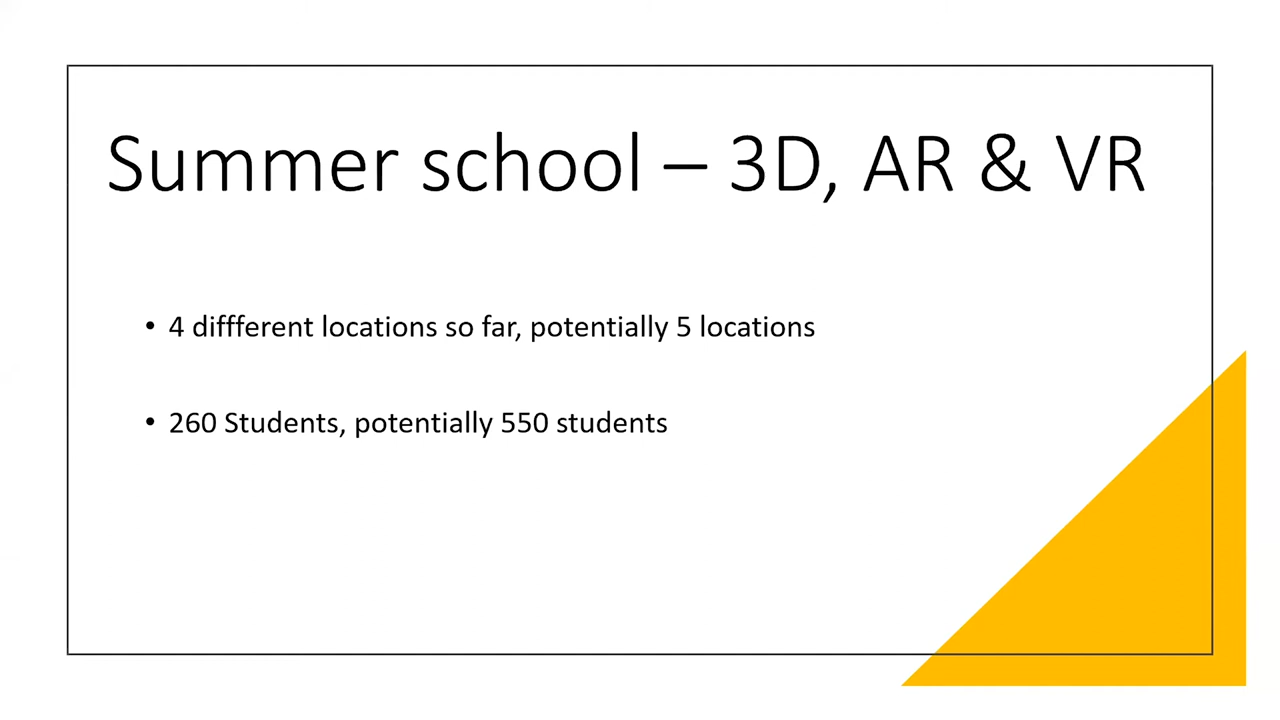 Summer school – 3D, AR & VR
• 4 diffferent locations so far, potentially 5 locations
• 260 Students, potentially 550 students